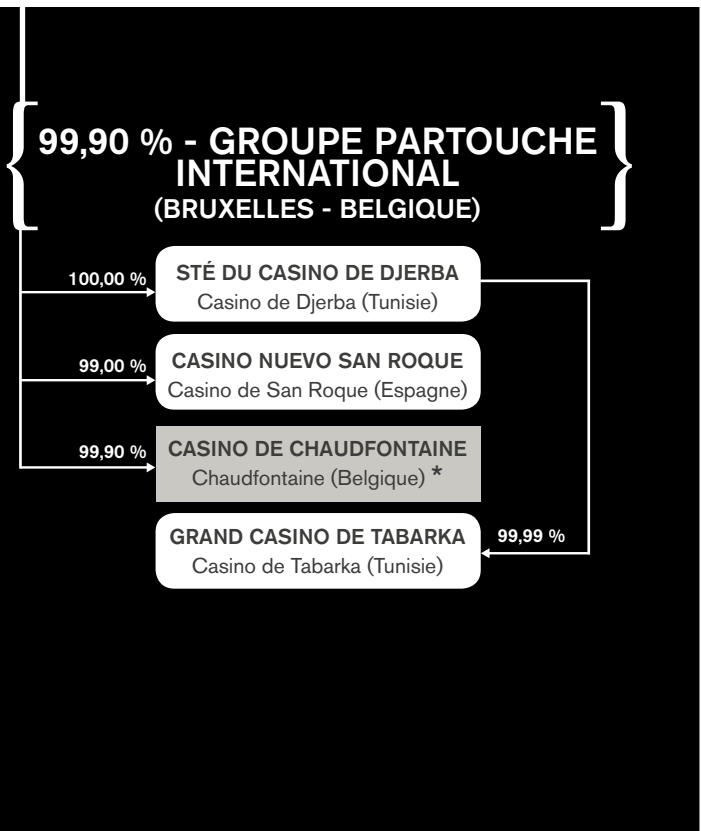 99,90 % - GROUPE PARTOUCHE
INTERNATIONAL
(BRUXELLES - BELGIQUE)
100,00 %
STÉ DU CASINO DE DJERBA
Casino de Djerba (Tunisie)
99,00 %
CASINO NUEVO SAN ROQUE
Casino de San Roque (Espagne)
99,90 %
CASINO DE CHAUDFONTAINE
Chaudfontaine (Belgique) *
GRAND CASINO DE TABARKA
Casino de Tabarka (Tunisie)
99,99 %